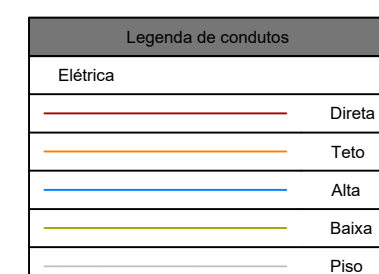 Legenda de condutos
Elétrica
Direta
Teto
Alta
Baixa
Piso